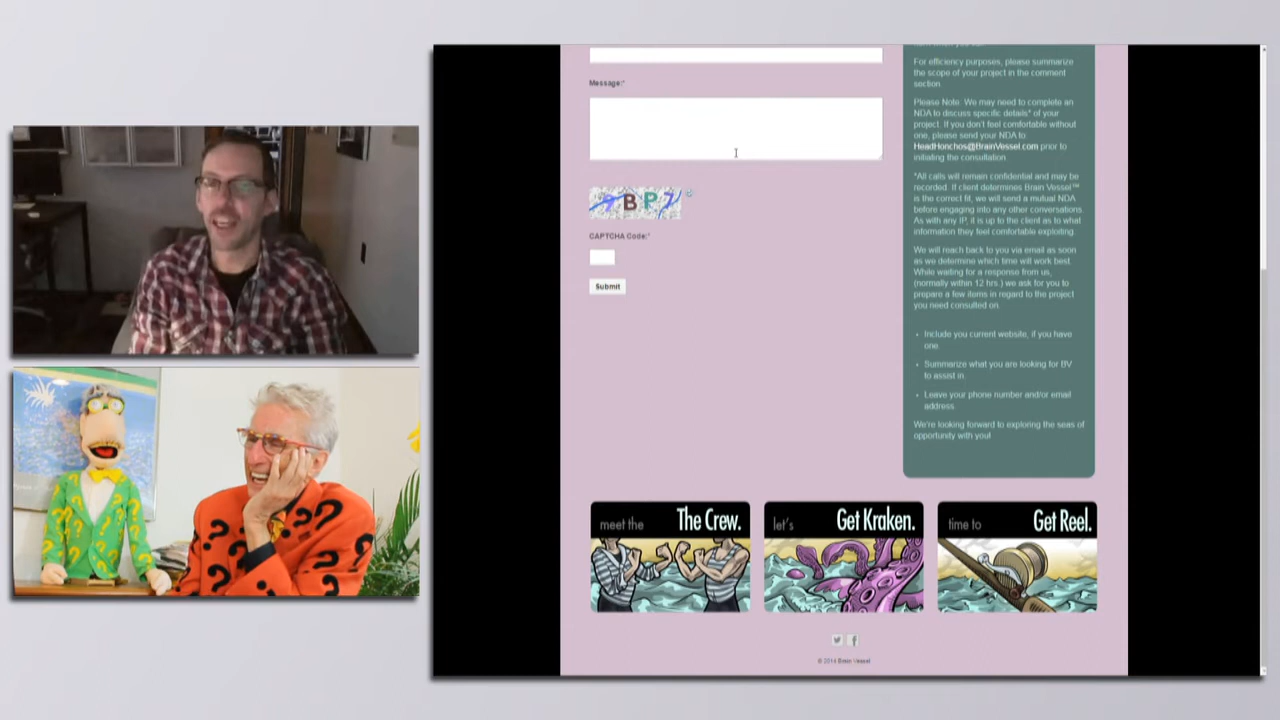 Message:*
BP
CAPTCHA Code:*
Submit
For efficiency purposes, please summarize
the scope of your project in the comment
section.
Please Note: We may need to complete an
NDA to discuss specific details* of your
project. If you don't feel comfortable without
one, please send your NDA to
HeadHonchos@BrainVessel.com prior to
initiating the consultation.
*All calls will remain confidential and may be
recorded. If client determines Brain Vessel™
is the correct fit, we will send a mutual NDA
before engaging into any other conversations.
As with any IP, it is up to the client as to what
information they feel comfortable exploiting.
We will reach back to you via email as soon
as we determine which time will work best.
While waiting for a response from us,
(normally within 12 hrs.) we ask for you to
prepare a few items in regard to the project
you need consulted on.
• Include you current website, if you have
one.
• Summarize what you are looking for BV
to assist in.
• Leave your phone number and/or email
address.
We're looking forward to exploring the seas of
opportunity with you!
meet the The Crew.
let's Get Kraken.
time to Get Reel.
© 2014 Brain Vessel